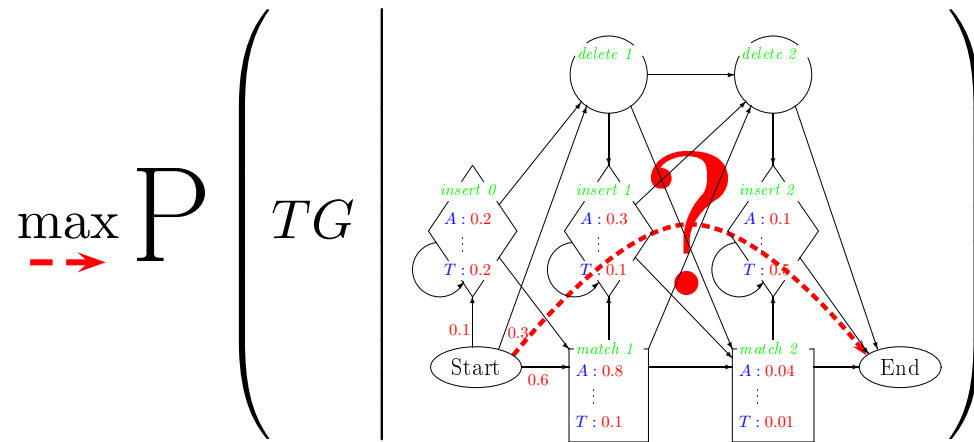 max P ( TG | ? )
delete 1 delete 2
insert 0 insert 1 insert 2
A : 0.2 A : 0.3 A : 0.1
⋮ ⋮ ⋮
T : 0.2 T : 0.1 T : 0.5
0.1 0.3
match 1 match 2
Start 0.6 A : 0.8 A : 0.04 End
⋮ ⋮
T : 0.1 T : 0.01